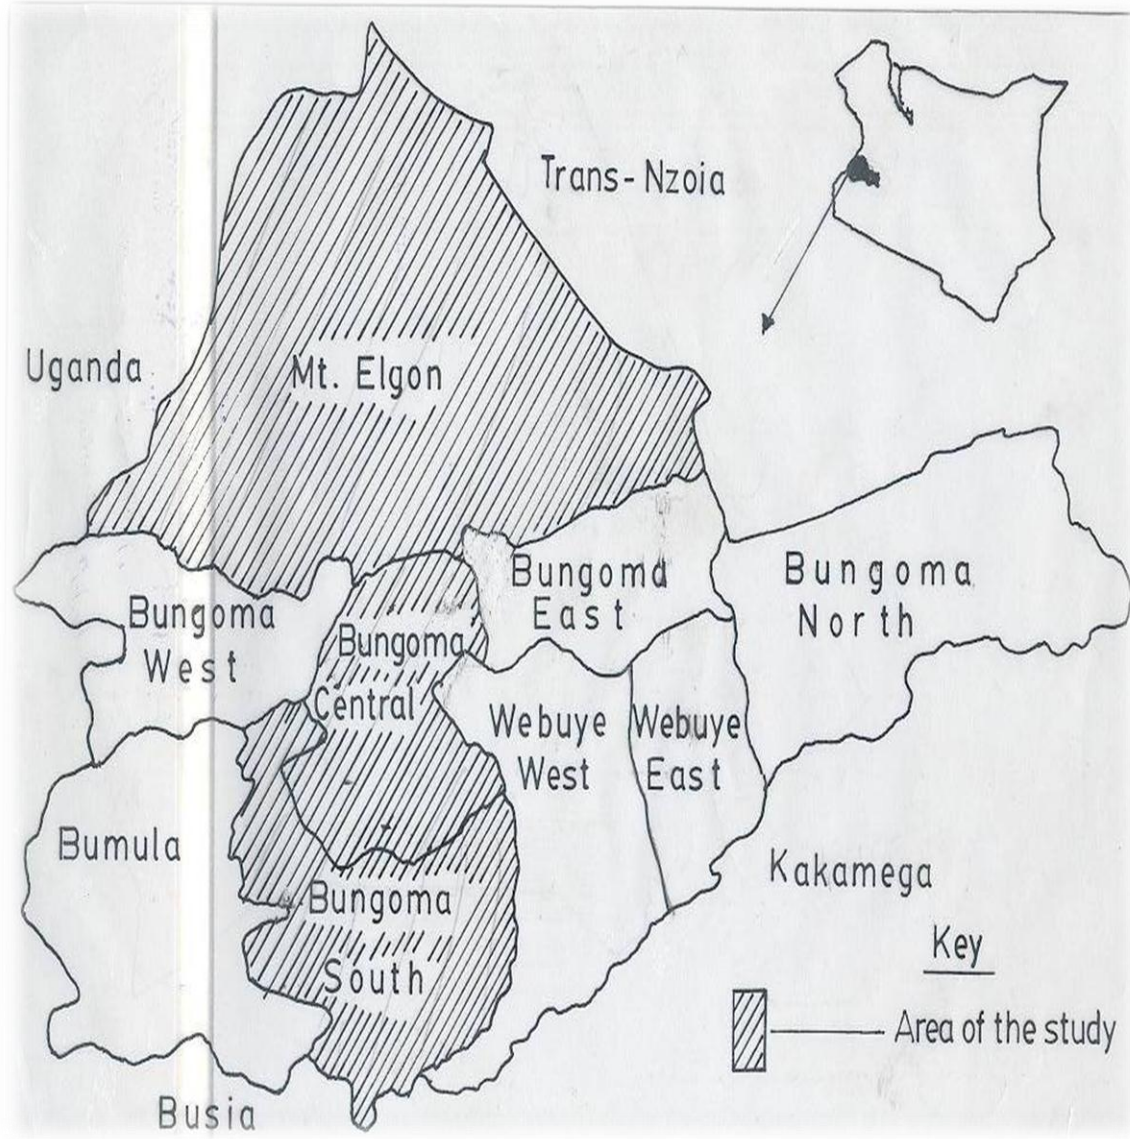 Trans-Nzoia
Uganda
Mt. Elgon
Bungoma
East
Bungoma
North
Bungoma
West
Bungoma
Central
Webuye
West
Webuye
East
Bumula
Kakamega
Bungoma
South
Key
Area of the study
Busia